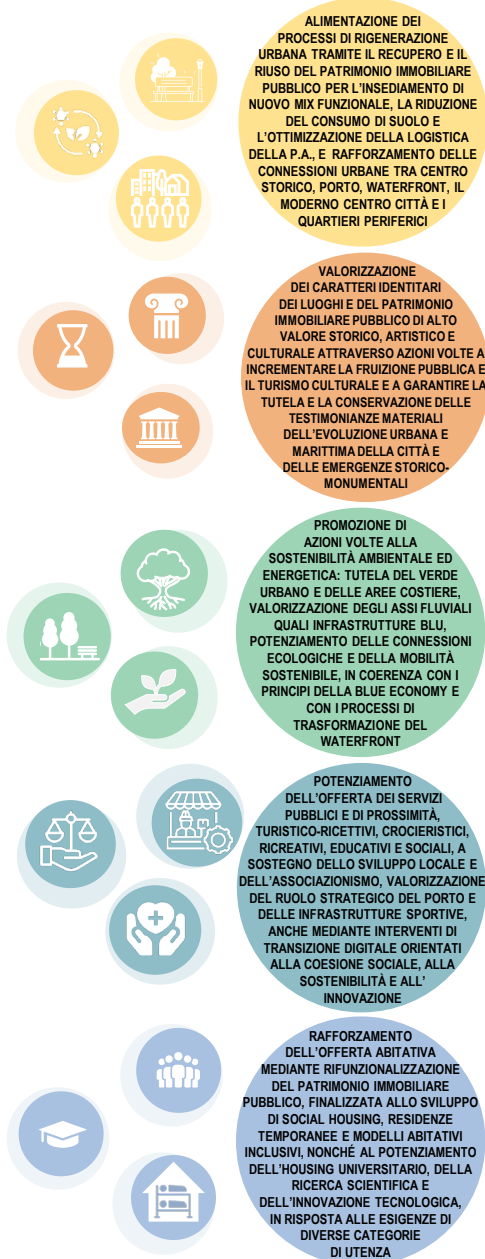 ALIMENTAZIONE DEI
PROCESSI DI RIGENERAZIONE
URBANA TRAMITE IL RECUPERO E IL
RIUSO DEL PATRIMONIO IMMOBILIARE
PUBBLICO PER L'INSEDIAMENTO DI
NUOVO MIX FUNZIONALE, LA RIDUZIONE
DEL CONSUMO DI SUOLO E
L'OTTIMIZZAZIONE DELLA LOGISTICA
DELLA P.A., E RAFFORZAMENTO DELLE
CONNESSIONI URBANE TRA CENTRO
STORICO, PORTO, WATERFRONT, IL
MODERNO CENTRO CITTÀ E I
QUARTIERI PERIFERICI
VALORIZZAZIONE
DEI CARATTERI IDENTITARI
DEI LUOGHI E DEL PATRIMONIO
IMMOBILIARE PUBBLICO DI ALTO
VALORE STORICO, ARTISTICO E
CULTURALE ATTRAVERSO AZIONI VOLTE A
INCREMENTARE LA FRUIZIONE PUBBLICA E
IL TURISMO CULTURALE E A GARANTIRE LA
TUTELA E LA CONSERVAZIONE DELLE
TESTIMONIANZE MATERIALI
DELL'EVOLUZIONE URBANA E
MARITTIMA DELLA CITTÀ E
DELLE EMERGENZE STORICO-
MONUMENTALI
PROMOZIONE DI
AZIONI VOLTE ALLA
SOSTENIBILITÀ AMBIENTALE ED
ENERGETICA: TUTELA DEL VERDE
URBANO E DELLE AREE COSTIERE,
VALORIZZAZIONE DEGLI ASSI FLUVIALI
QUALI INFRASTRUTTURE BLU,
POTENZIAMENTO DELLE CONNESSIONI
ECOLOGICHE E DELLA MOBILITÀ
SOSTENIBILE, IN COERENZA CON I
PRINCIPI DELLA BLUE ECONOMY E
CON I PROCESSI DI
TRASFORMAZIONE DEL
WATERFRONT
POTENZIAMENTO
DELL'OFFERTA DEI SERVIZI
PUBBLICI E DI PROSSIMITÀ,
TURISTICO-RICETTIVI, CROCIERISTICI,
RICREATIVI, EDUCATIVI E SOCIALI, A
SOSTEGNO DELLO SVILUPPO LOCALE E
DELL'ASSOCIAZIONISMO, VALORIZZAZIONE
DEL RUOLO STRATEGICO DEL PORTO E
DELLE INFRASTRUTTURE SPORTIVE,
ANCHE MEDIANTE INTERVENTI DI
TRANSIZIONE DIGITALE ORIENTATI
ALLA COESIONE SOCIALE, ALLA
SOSTENIBILITÀ E ALL'
INNOVAZIONE
RAFFORZAMENTO
DELL'OFFERTA ABITATIVA
MEDIANTE RIFUNZIONALIZZAZIONE
DEL PATRIMONIO IMMOBILIARE
PUBBLICO, FINALIZZATA ALLO SVILUPPO
DI SOCIAL HOUSING, RESIDENZE
TEMPORANEE E MODELLI ABITATIVI
INCLUSIVI, NONCHÉ AL POTENZIAMENTO
DELL'HOUSING UNIVERSITARIO, DELLA
RICERCA SCIENTIFICA E
DELL'INNOVAZIONE TECNOLOGICA,
IN RISPOSTA ALLE ESIGENZE DI
DIVERSE CATEGORIE
DI UTENZA